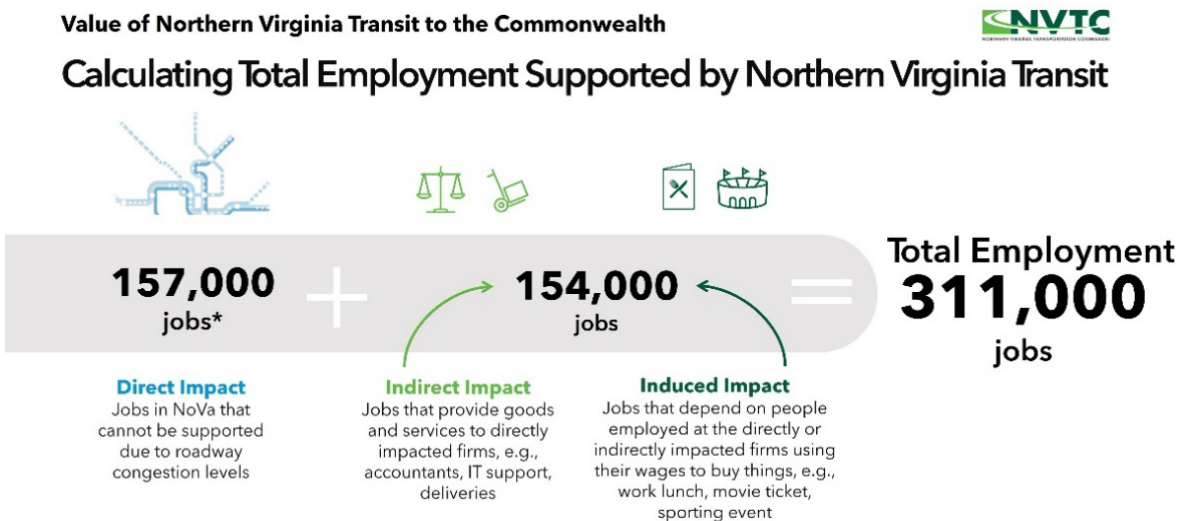 Value of Northern Virginia Transit to the Commonwealth
NVTC
NORTHERN VIRGINIA TRANSPORTATION COMMISSION
Calculating Total Employment Supported by Northern Virginia Transit
157,000
jobs*
+
154,000
jobs
=
Total Employment
311,000
jobs
Direct Impact
Jobs in NoVa that
cannot be supported
due to roadway
congestion levels
Indirect Impact
Jobs that provide goods
and services to directly
impacted firms, e.g.,
accountants, IT support,
deliveries
Induced Impact
Jobs that depend on people
employed at the directly or
indirectly impacted firms using
their wages to buy things, e.g.,
work lunch, movie ticket,
sporting event